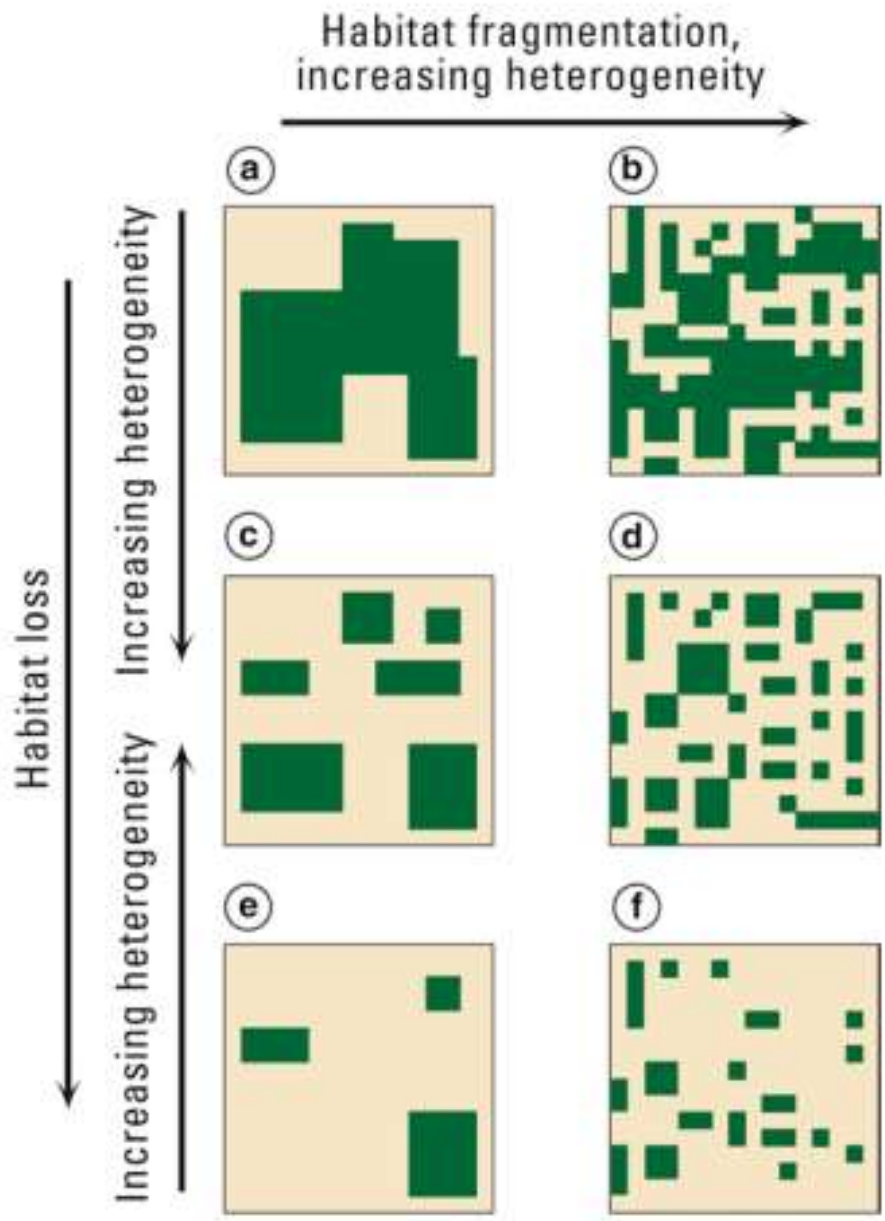 Habitat fragmentation,
increasing heterogeneity
a
b
Habitat loss
Increasing heterogeneity
c
d
Increasing heterogeneity
e
f